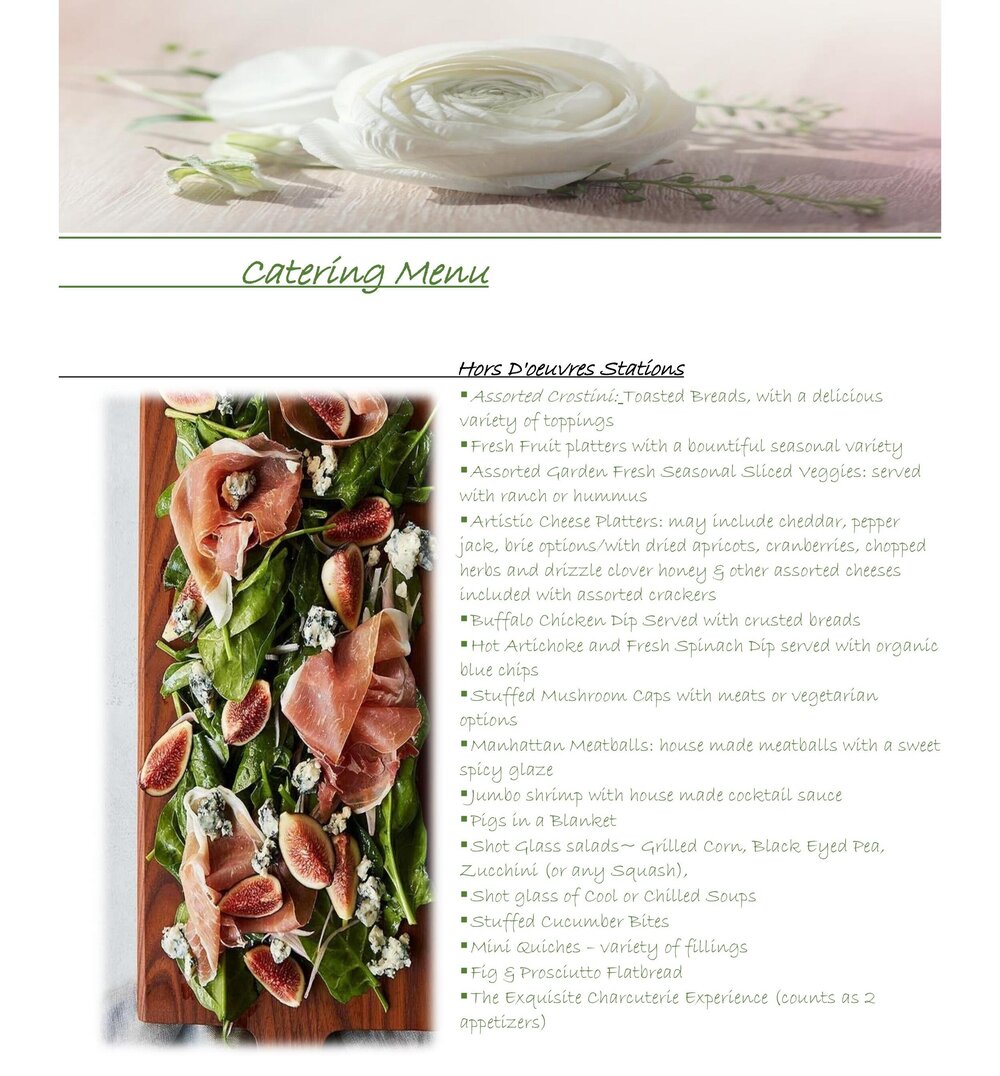 Catering Menu
Hors D'oeuvres Stations
▪Assorted Crostini: Toasted Breads, with a delicious
variety of toppings
▪Fresh Fruit platters with a bountiful seasonal variety
▪Assorted Garden Fresh Seasonal Sliced Veggies: served
with ranch or hummus
▪Artistic Cheese Platters: may include cheddar, pepper
jack, brie options/with dried apricots, cranberries, chopped
herbs and drizzle clover honey & other assorted cheeses
included with assorted crackers
▪Buffalo Chicken Dip Served with crusted breads
▪Hot Artichoke and Fresh Spinach Dip served with organic
blue chips
▪Stuffed Mushroom Caps with meats or vegetarian
options
▪Manhattan Meatballs: house made meatballs with a sweet
spicy glaze
▪Jumbo shrimp with house made cocktail sauce
▪Pigs in a Blanket
▪Shot Glass salads~ Grilled Corn, Black Eyed Pea,
Zucchini (or any Squash),
▪Shot glass of Cool or Chilled Soups
▪Stuffed Cucumber Bites
▪Mini Quiches – variety of fillings
▪Fig & Prosciutto Flatbread
▪The Exquisite Charcuterie Experience (counts as 2
appetizers)